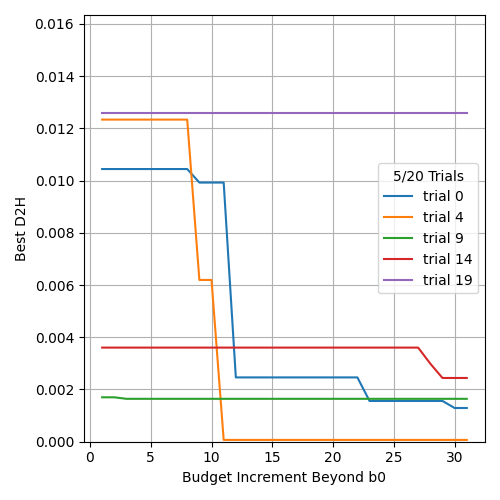 0.016
0.014
0.012
0.010
0.008
0.006
0.004
0.002
0.000
Best D2H
5/20 Trials
trial 0
trial 4
trial 9
trial 14
trial 19
0 5 10 15 20 25 30
Budget Increment Beyond b0